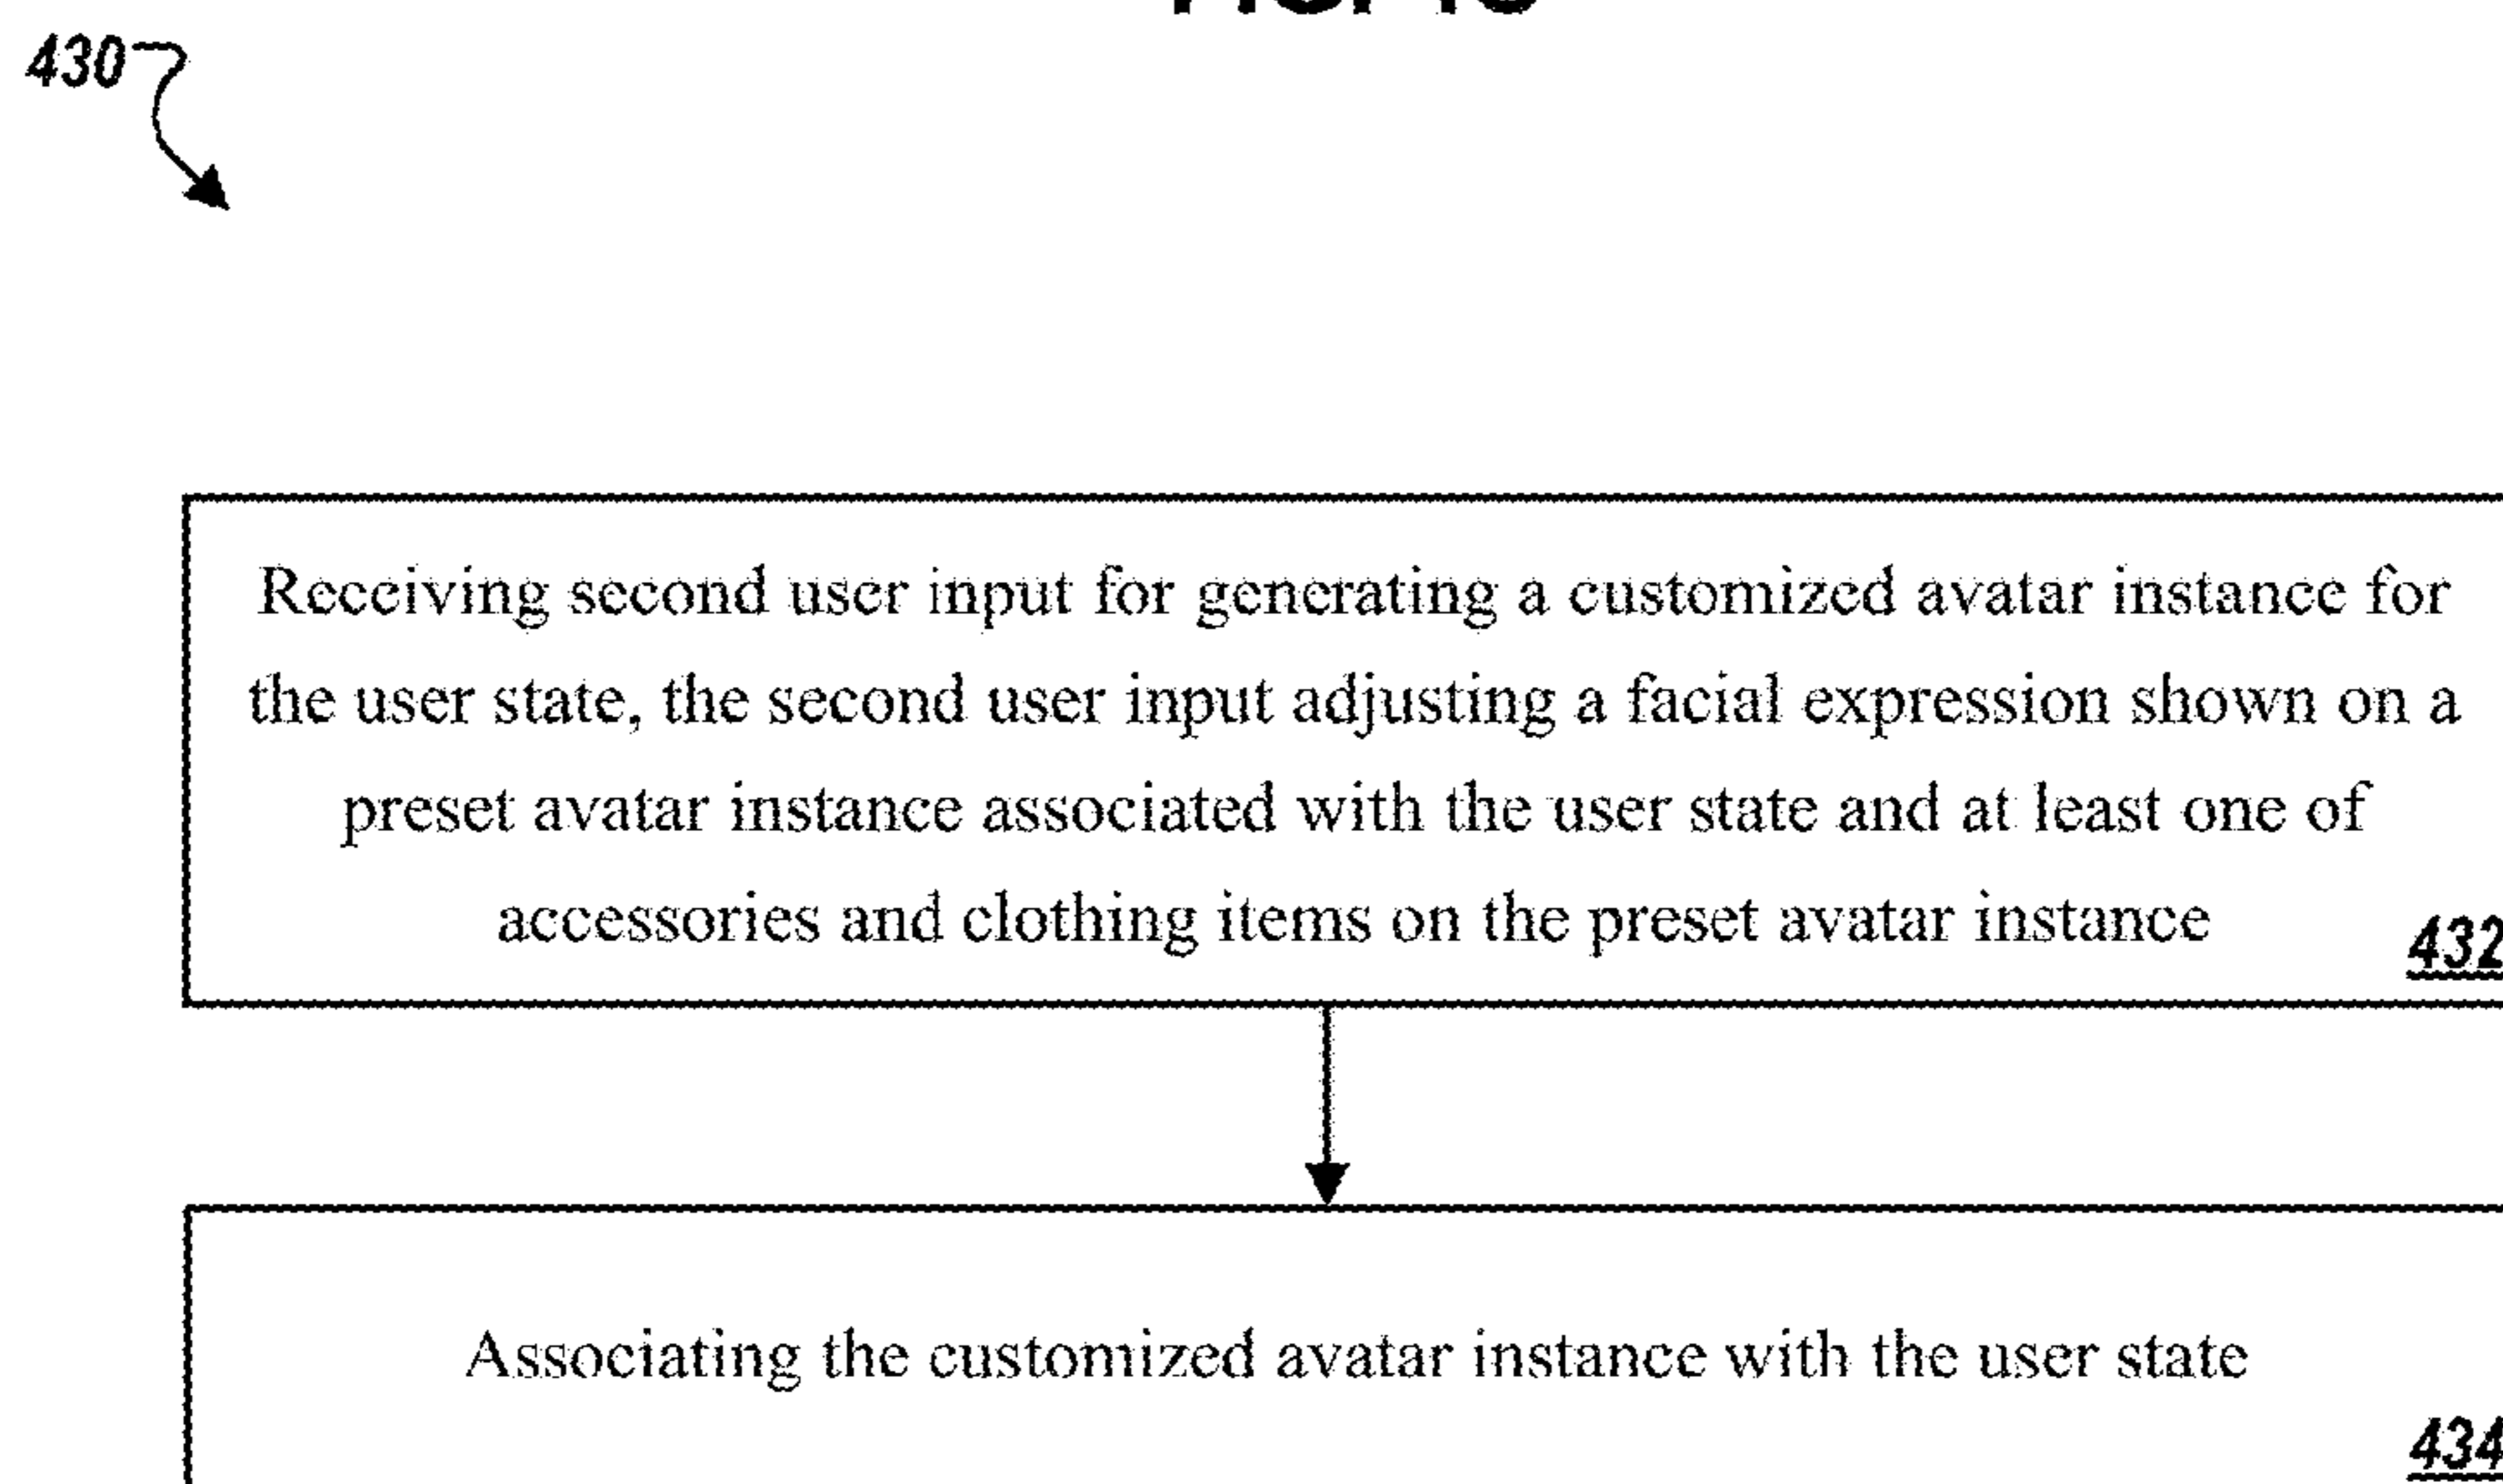 430
Receiving second user input for generating a customized avatar instance for
the user state, the second user input adjusting a facial expression shown on a
preset avatar instance associated with the user state and at least one of
accessories and clothing items on the preset avatar instance
432
Associating the customized avatar instance with the user state
434